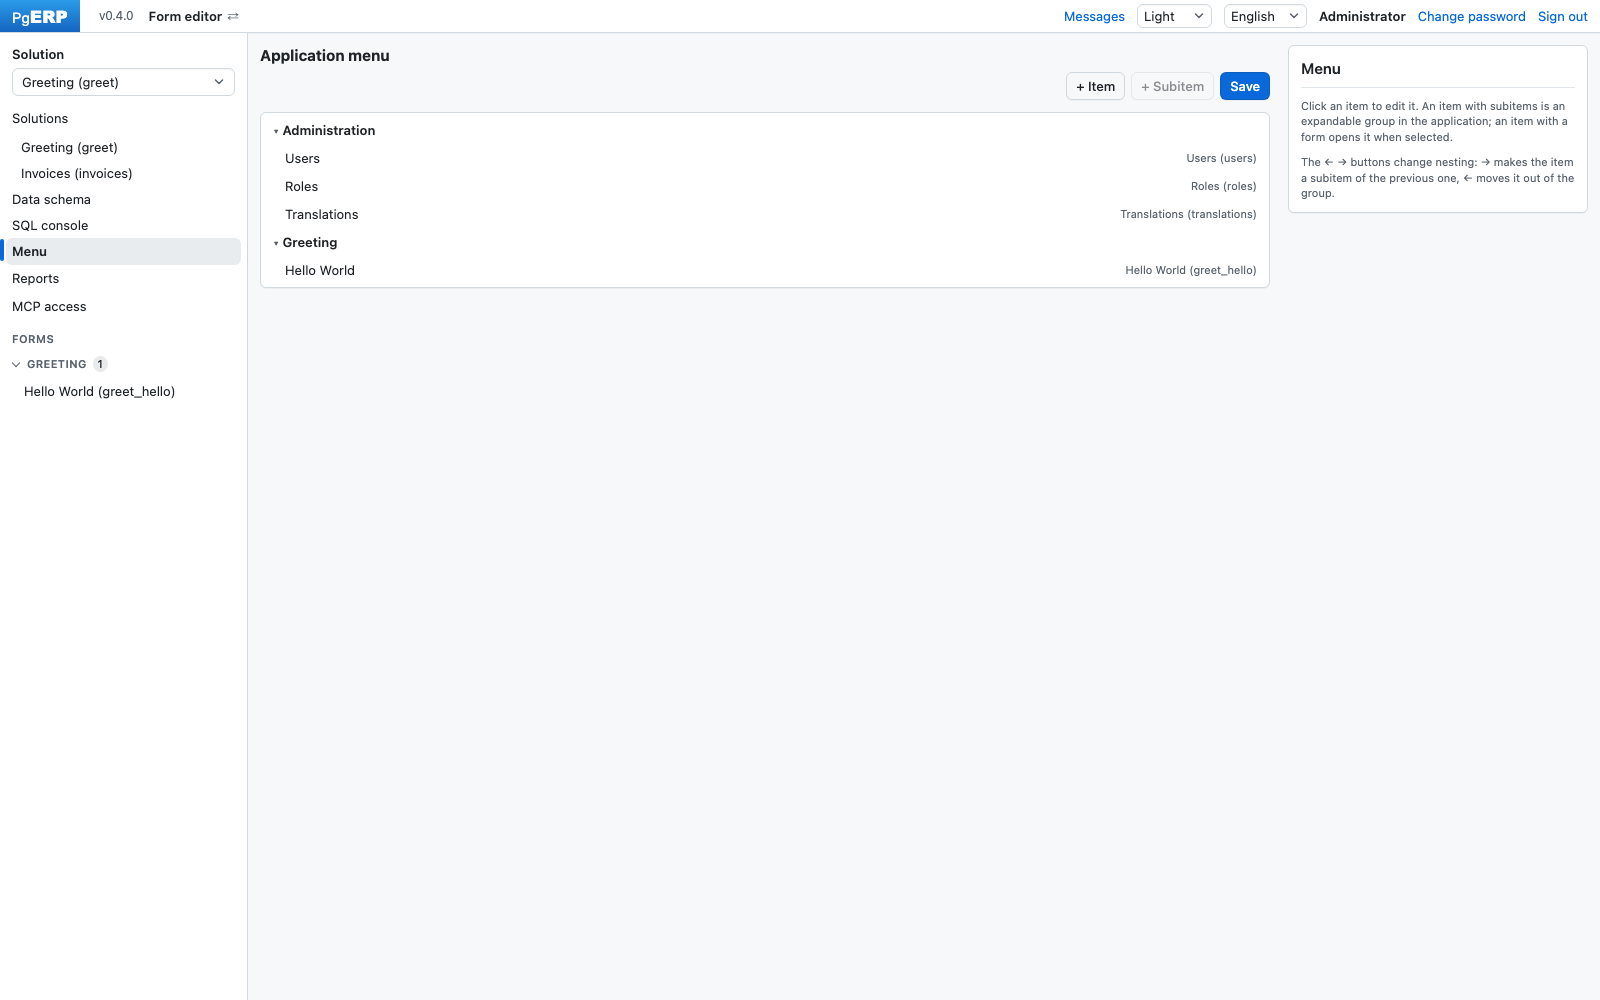 PgERP v0.4.0 Form editor ⇄ Messages Light English Administrator Change password Sign out
Solution
Greeting (greet)
Solutions
Greeting (greet)
Invoices (invoices)
Data schema
SQL console
Menu
Reports
MCP access
FORMS
GREETING 1
Hello World (greet_hello)
Application menu
+ Item + Subitem Save
▾ Administration
Users Users (users)
Roles Roles (roles)
Translations Translations (translations)
▾ Greeting
Hello World Hello World (greet_hello)
Menu
Click an item to edit it. An item with subitems is an
expandable group in the application; an item with a
form opens it when selected.
The ← → buttons change nesting: → makes the item
a subitem of the previous one, ← moves it out of the
group.